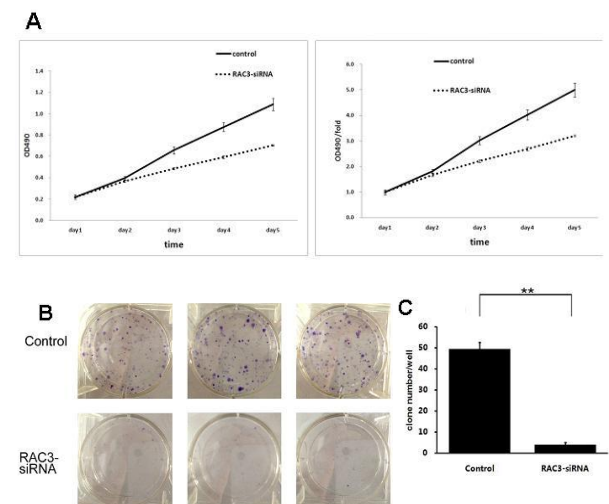 A
control
RAC3-siRNA
1.4
1.2
1.0
0.8
0.6
0.4
0.2
0.0
OD490
day1 day2 day3 day4 day5
time
control
RAC3-siRNA
6.0
5.0
4.0
3.0
2.0
1.0
0.0
OD490/fold
day1 day2 day3 day4 day5
time
B
Control
RAC3-
siRNA
C
**
60
50
40
30
20
10
0
clone number/well
Control RAC3-siRNA